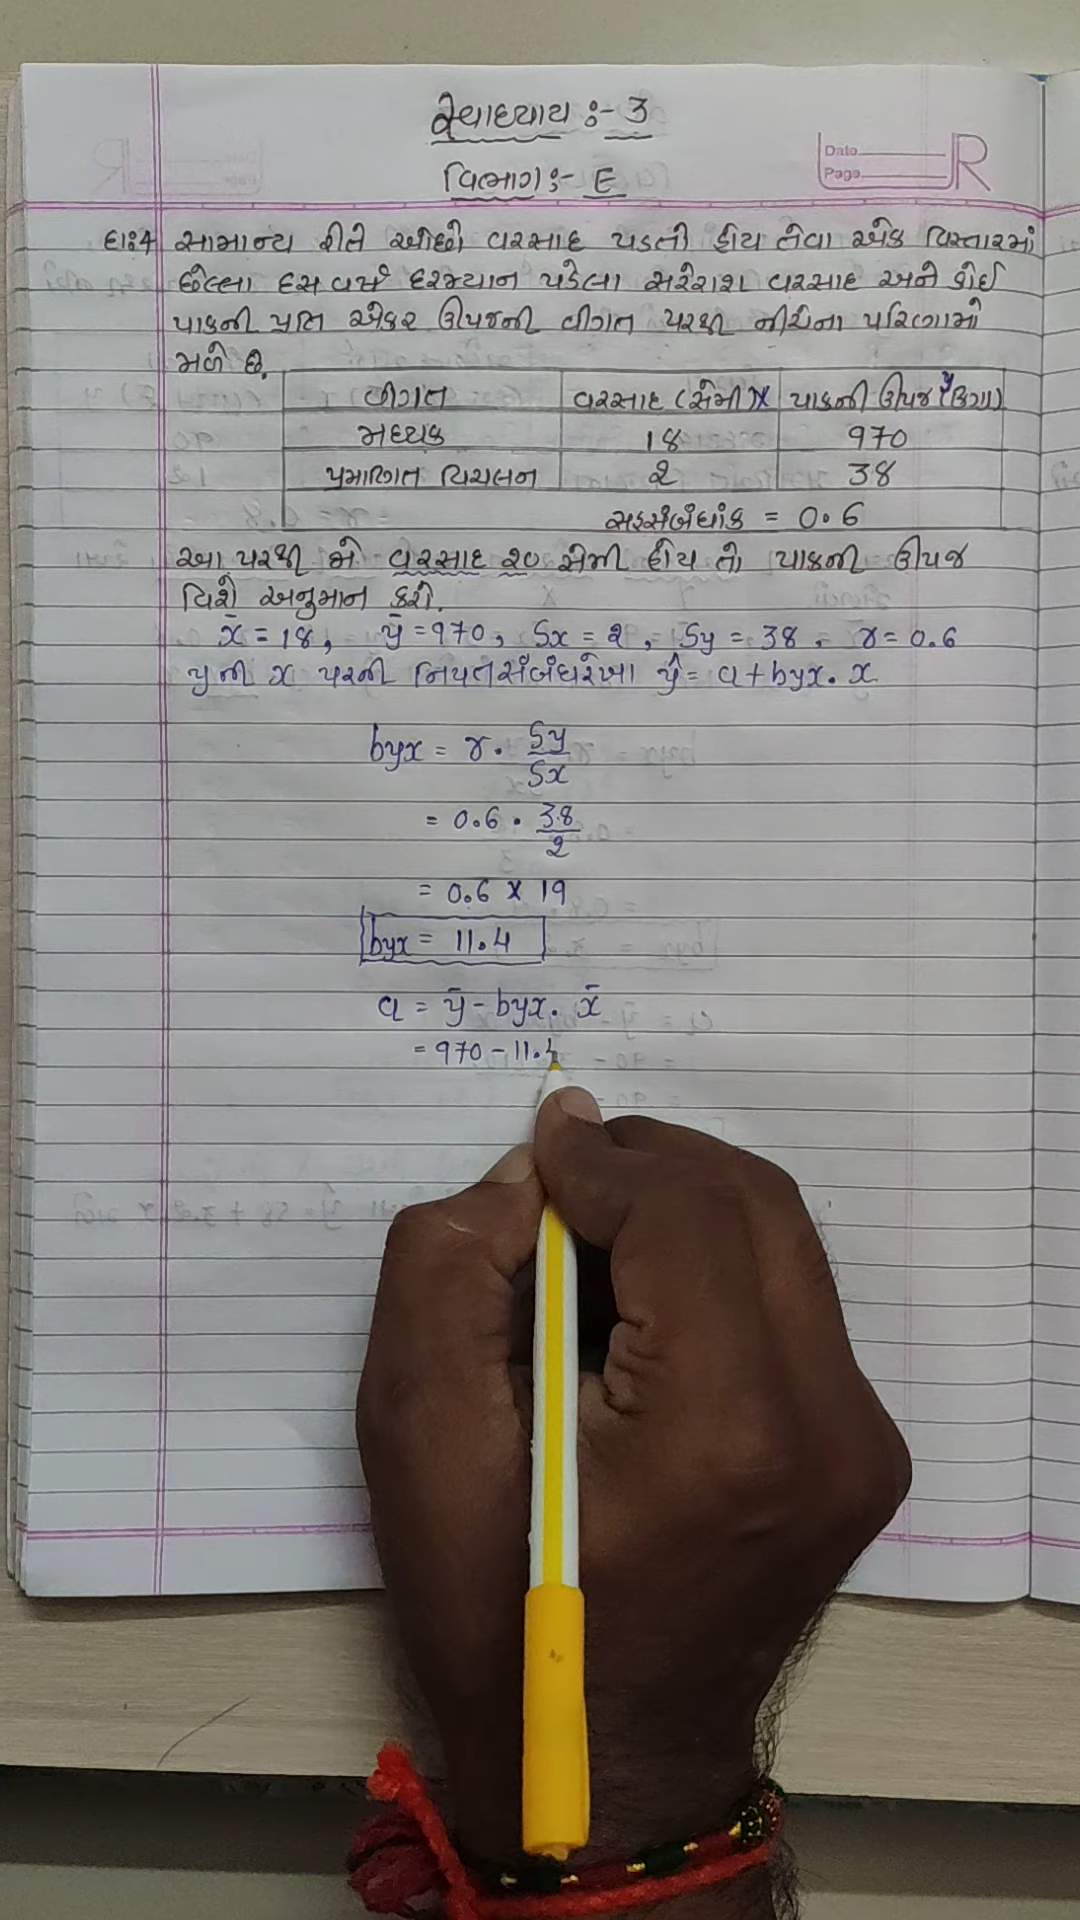 સ્વાધ્યાય :- 3
વિભાગ :- E
Date
Page
R
દા:4 સામાન્ય રીતે ઓછો વરસાદ પડતો હોય તેવા એક વિસ્તારમાં
છેલ્લા દસ વર્ષ દરમ્યાન પડેલા સરેરાશ વરસાદ અને કોઈ
પાકની પ્રતિ એકર ઊપજની વીગત પરથી નીચેના પરિણામો
મળે છે.
વીગત વરસાદ (સેમી) x પાકની ઊપજ (કિગ્રા) y
મધ્યક 18 970
પ્રમાણિત વિચલન 2 38
સહસંબંધાંક = 0.6
આ પરથી જો વરસાદ 20 સેમી હોય તો પાકની ઊપજ
વિશે અનુમાન કરો.
x̄ = 18, ȳ = 970, Sx = 2, Sy = 38, r = 0.6
y ની x પરની નિયતસંબંધરેખા ŷ = a + byx. x
byx = r. Sy/Sx
= 0.6 . 38/2
= 0.6 x 19
byx = 11.4
a = ȳ - byx. x̄
= 970 - 11.4